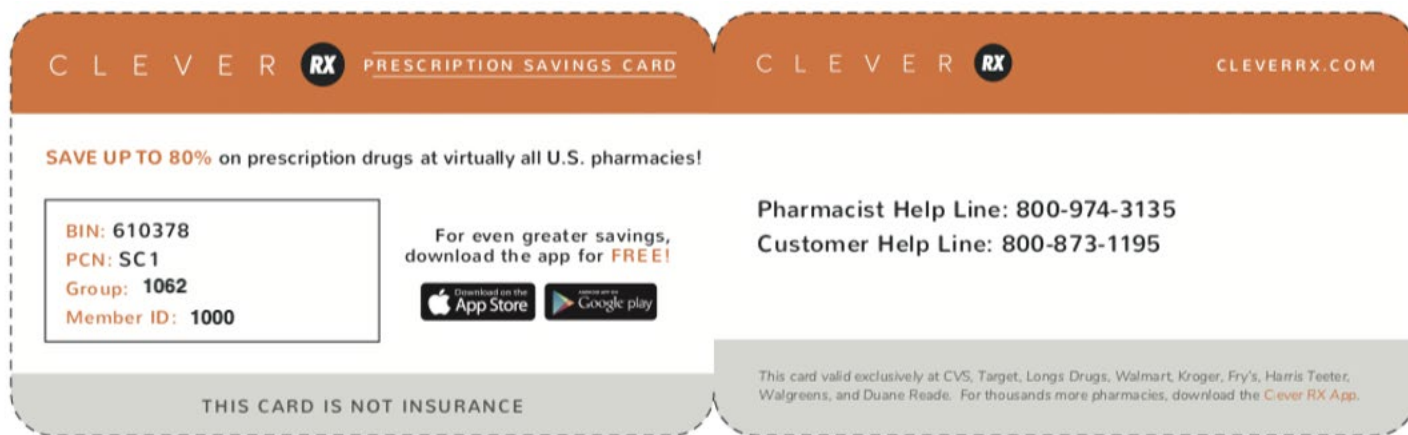 CLEVER RX PRESCRIPTION SAVINGS CARD
SAVE UP TO 80% on prescription drugs at virtually all U.S. pharmacies!
BIN: 610378
PCN: SC1
Group: 1062
Member ID: 1000
For even greater savings,
download the app for FREE!
Download on the
App Store
Google play
THIS CARD IS NOT INSURANCE
CLEVER RX
CLEVERRX.COM
Pharmacist Help Line: 800-974-3135
Customer Help Line: 800-873-1195
This card valid exclusively at CVS, Target, Longs Drugs, Walmart, Kroger, Fry's, Harris Teeter,
Walgreens, and Duane Reade. For thousands more pharmacies, download the Clever RX App.